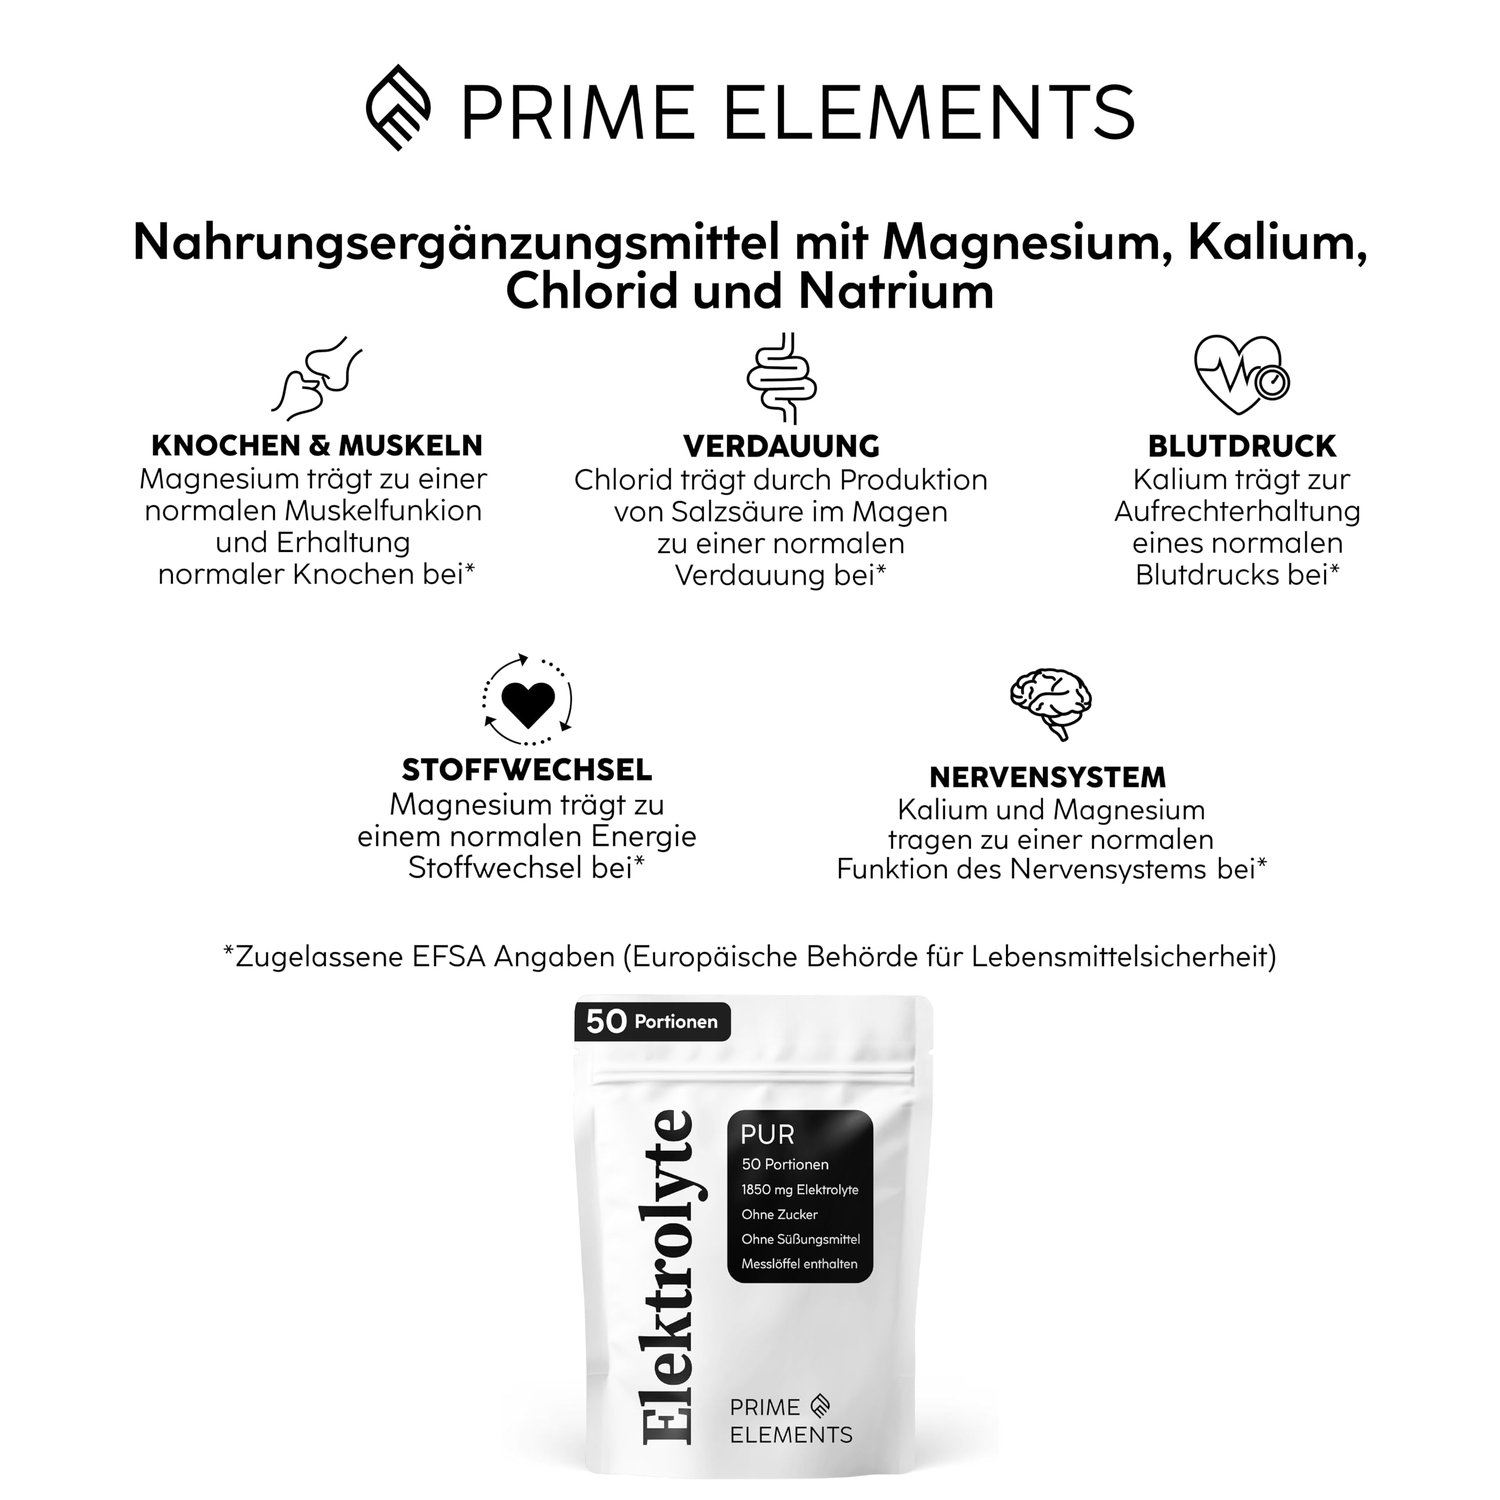 PRIME ELEMENTS
Nahrungsergänzungsmittel mit Magnesium, Kalium,
Chlorid und Natrium
KNOCHEN & MUSKELN
Magnesium trägt zu einer
normalen Muskelfunkion
und Erhaltung
normaler Knochen bei*
VERDAUUNG
Chlorid trägt durch Produktion
von Salzsäure im Magen
zu einer normalen
Verdauung bei*
BLUTDRUCK
Kalium trägt zur
Aufrechterhaltung
eines normalen
Blutdrucks bei*
STOFFWECHSEL
Magnesium trägt zu
einem normalen Energie
Stoffwechsel bei*
NERVENSYSTEM
Kalium und Magnesium
tragen zu einer normalen
Funktion des Nervensystems bei*
*Zugelassene EFSA Angaben (Europäische Behörde für Lebensmittelsicherheit)
50 Portionen
Elektrolyte
PUR
50 Portionen
1850 mg Elektrolyte
Ohne Zucker
Ohne Süßungsmittel
Messlöffel enthalten
PRIME
ELEMENTS